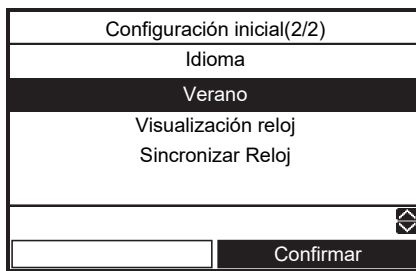 Configuración inicial(2/2)
Idioma
Verano
Visualización reloj
Sincronizar Reloj
Confirmar